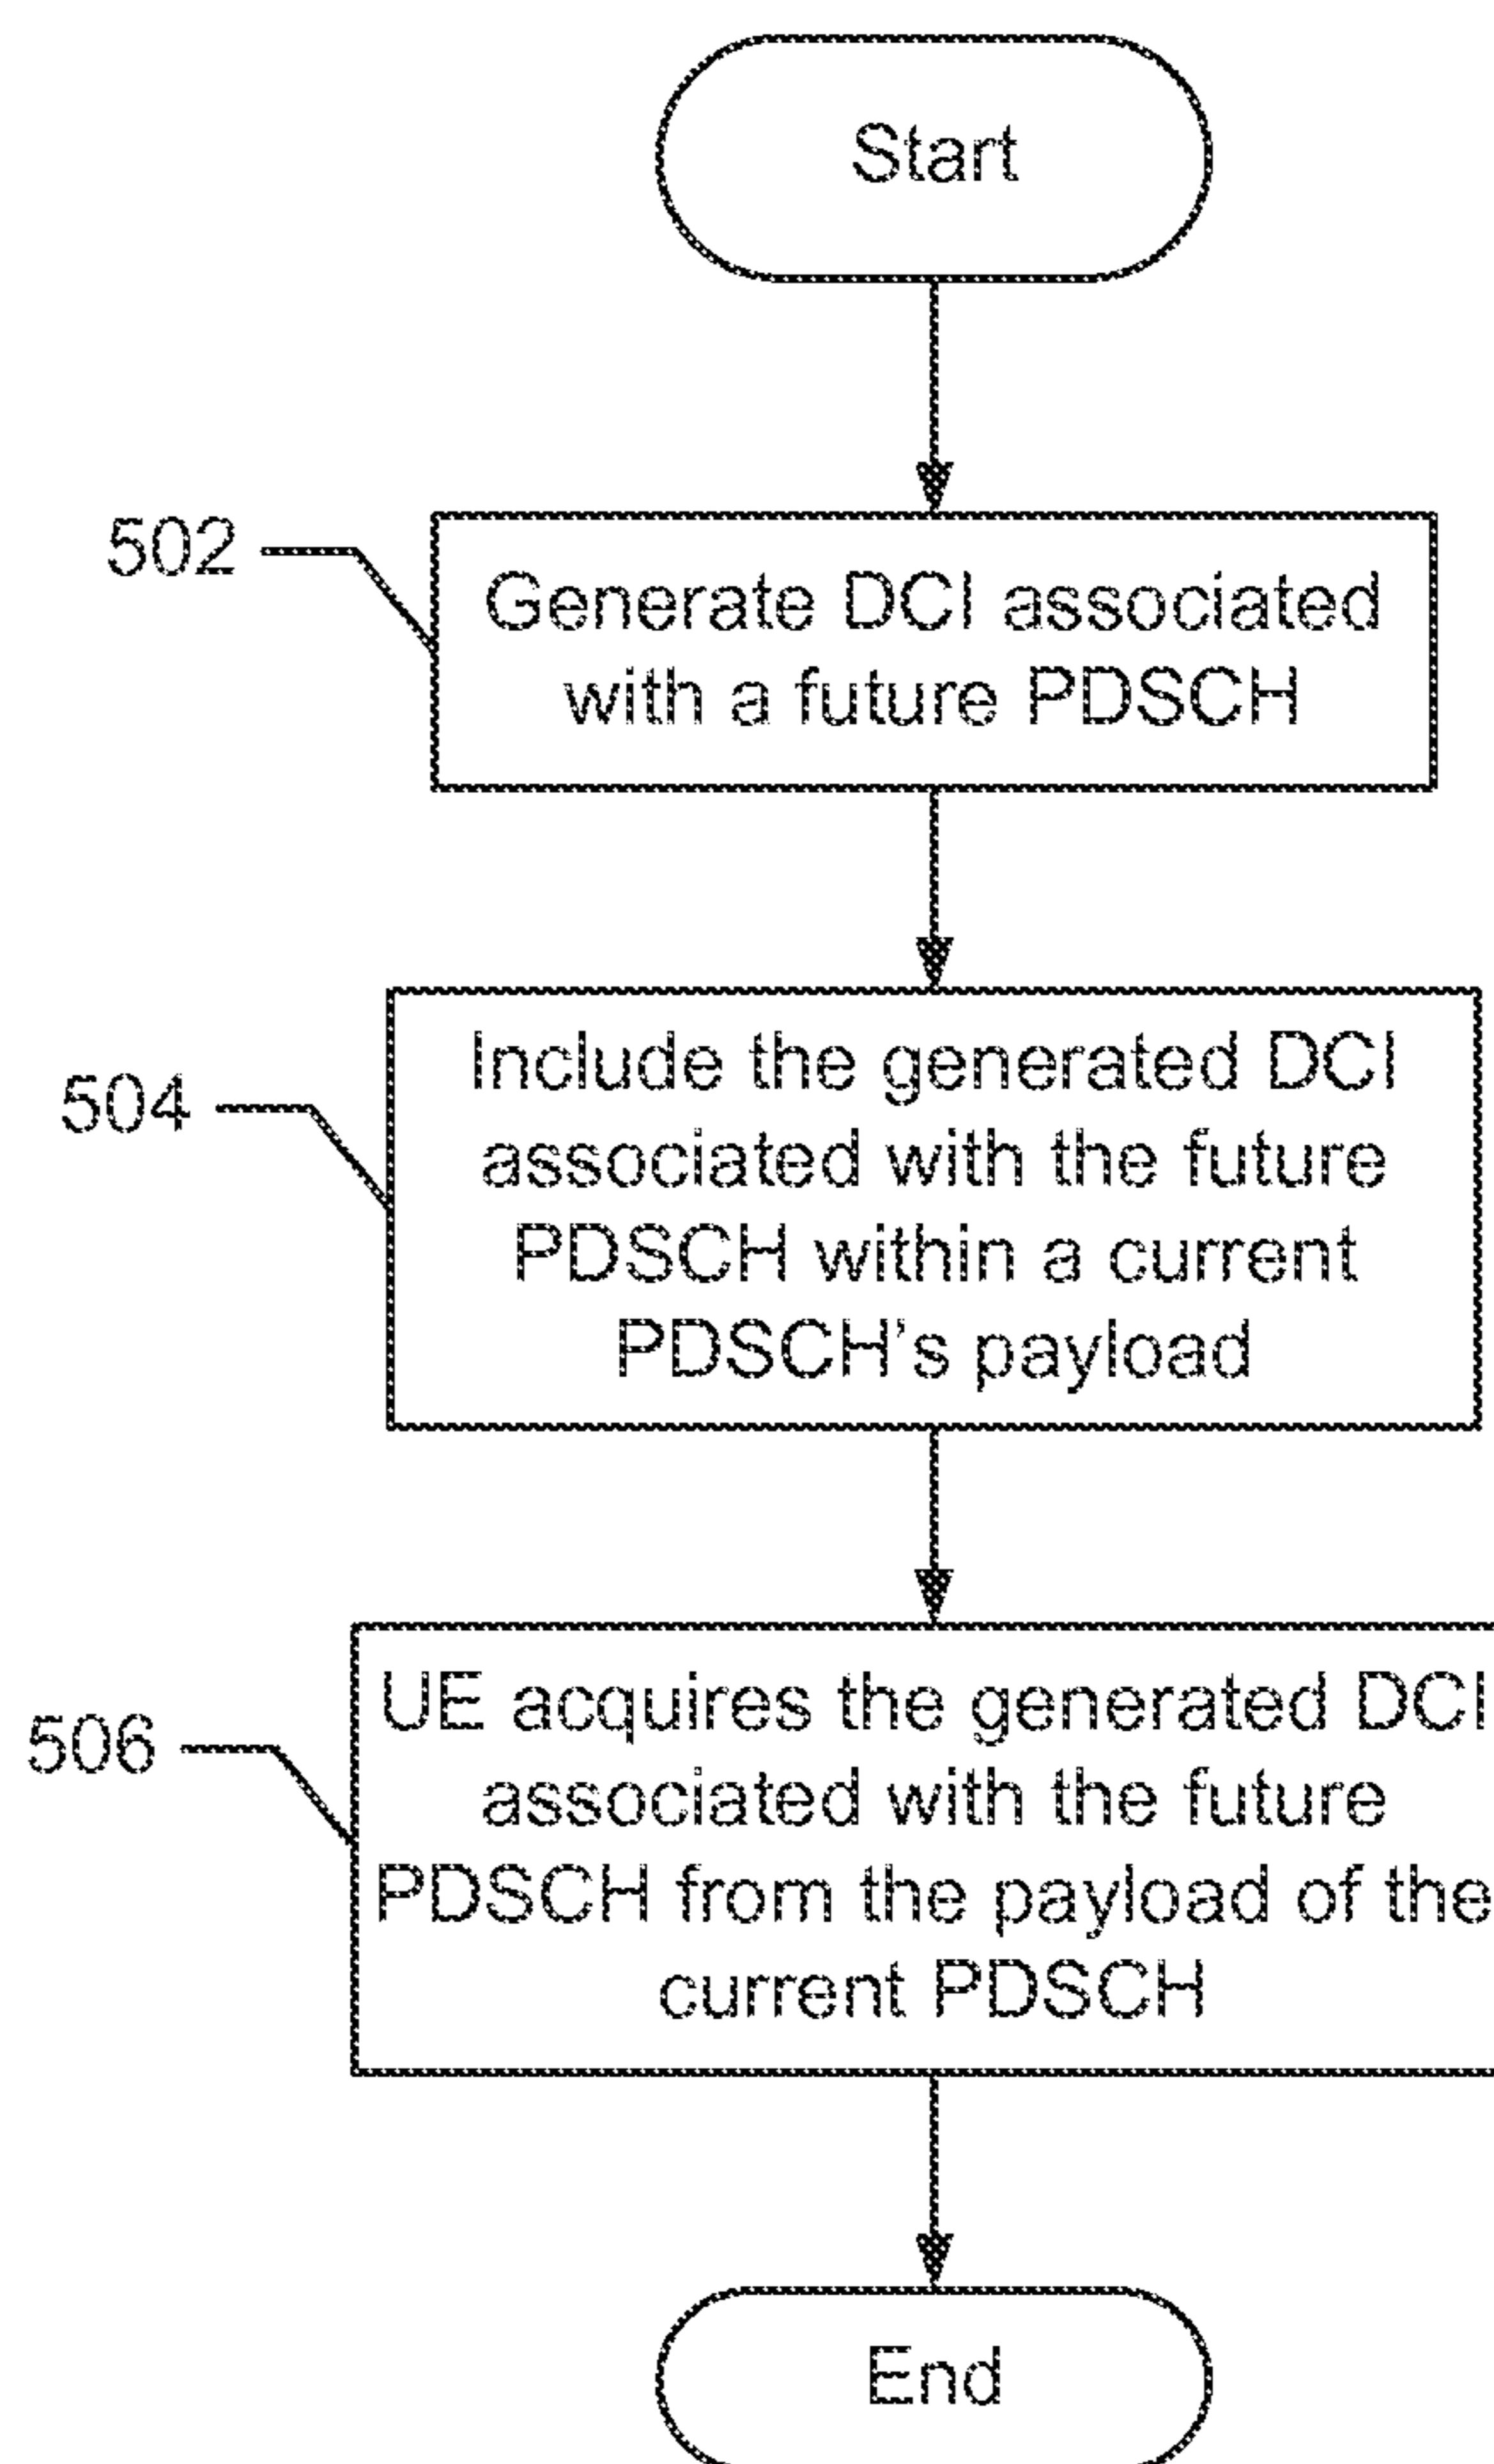 Start
502
Generate DCI associated
with a future PDSCH
504
Include the generated DCI
associated with the future
PDSCH within a current
PDSCH's payload
506
UE acquires the generated DCI
associated with the future
PDSCH from the payload of the
current PDSCH
End